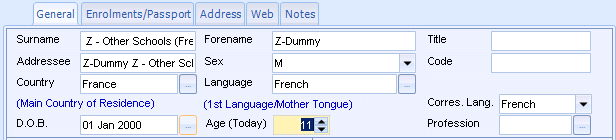 General Enrolments/Passport Address Web Notes
Surname Z - Other Schools (Fre Forename Z-Dummy Title
Addressee Z-Dummy Z - Other Scl Sex M Code
Country France ... Language French ...
(Main Country of Residence) (1st Language/Mother Tongue) Corres. Lang. French
D.O.B. 01 Jan 2000 ... Age (Today) 11 Profession ...